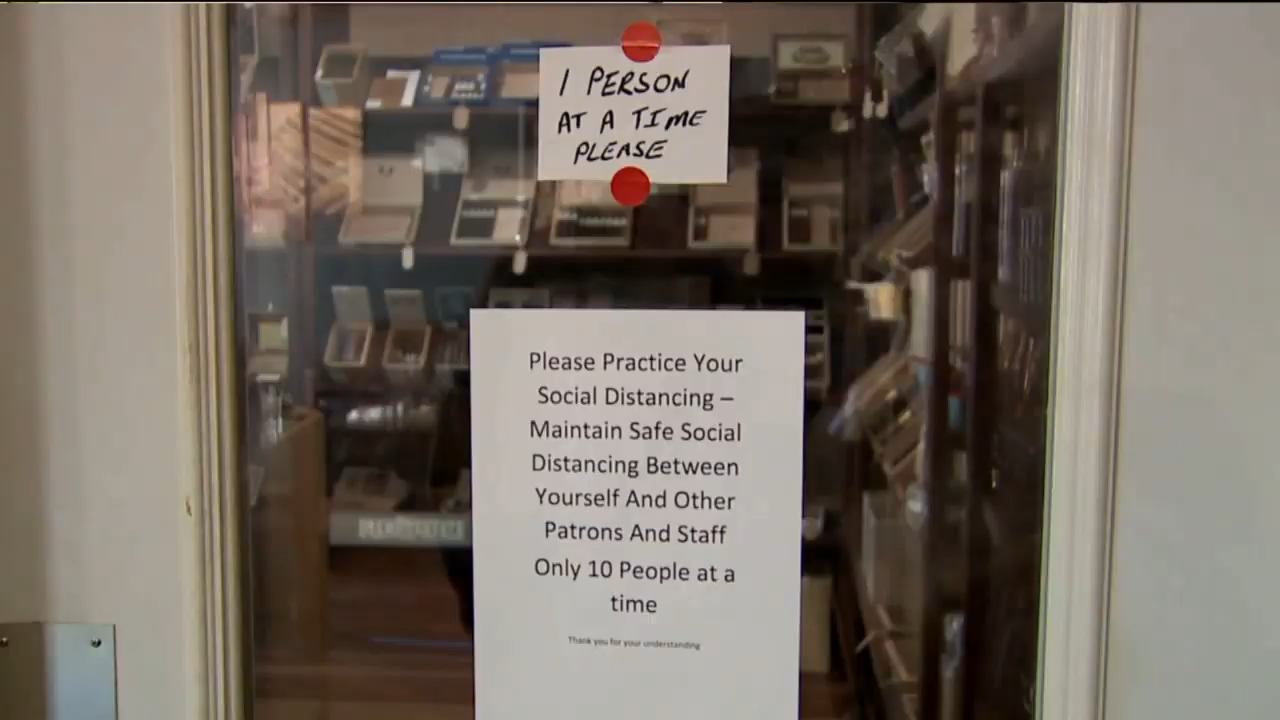 1 PERSON
AT A TIME
PLEASE
Please Practice Your
Social Distancing –
Maintain Safe Social
Distancing Between
Yourself And Other
Patrons And Staff
Only 10 People at a
time
Thank you for your understanding